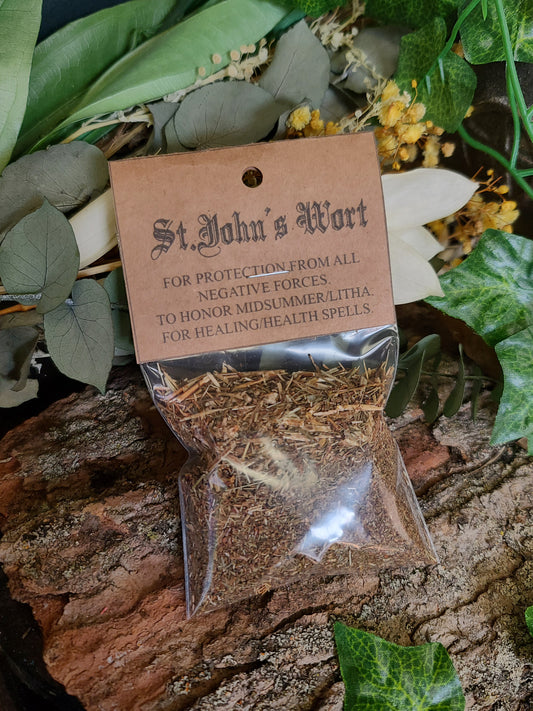 St. John's Wort
FOR PROTECTION FROM ALL
NEGATIVE FORCES.
TO HONOR MIDSUMMER/LITHA.
FOR HEALING/HEALTH SPELLS.